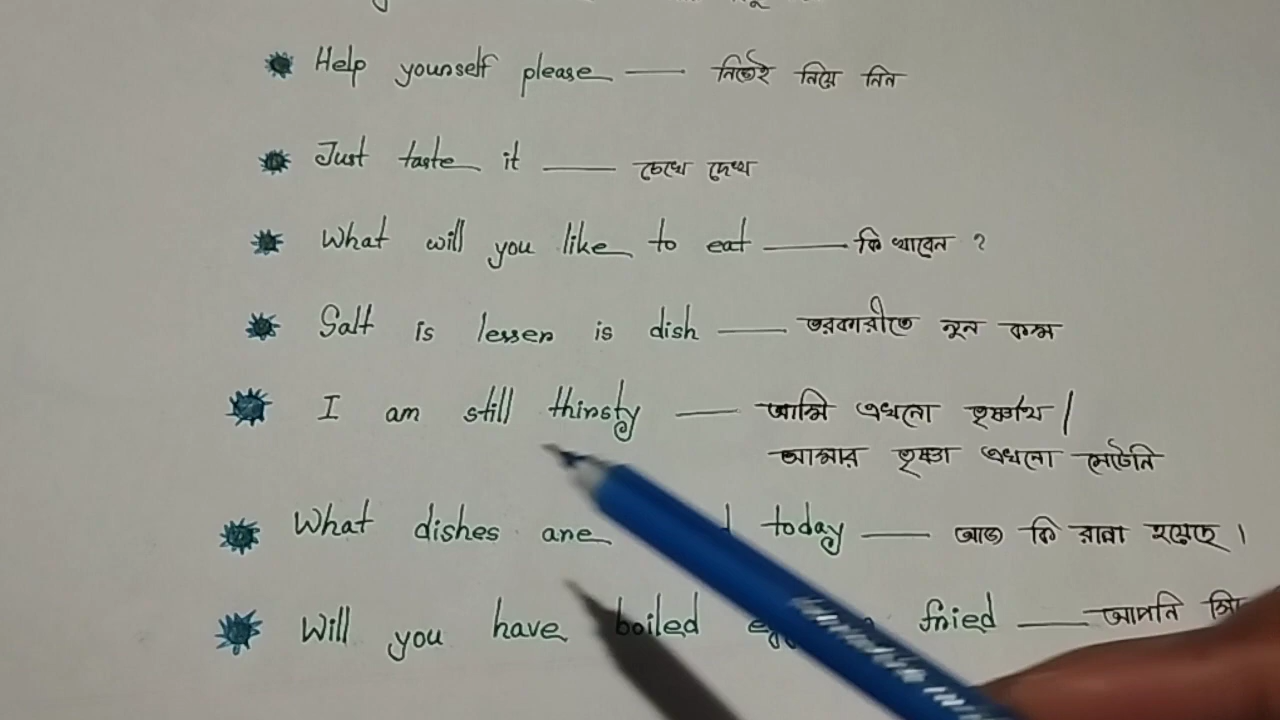 Help yourself please — নিজেই নিয়ে নিন
Just taste it — চেখে দেখ
What will you like to eat — কি খাবেন ?
Salt is lesser is dish — তরকারীতে নুন কম
I am still thirsty — আমি এখনো তৃষ্ণার্থ |
আমার তৃষ্ণা এখনো মেটেনি
What dishes are today — আজ কি রান্না হয়েছে ।
Will you have boiled fried — আপনি